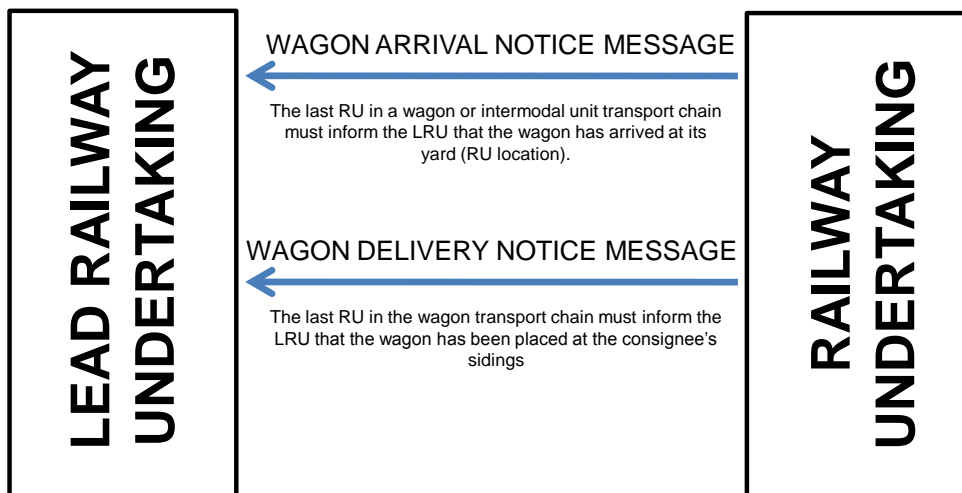 LEAD RAILWAY
UNDERTAKING
WAGON ARRIVAL NOTICE MESSAGE
The last RU in a wagon or intermodal unit transport chain
must inform the LRU that the wagon has arrived at its
yard (RU location).
WAGON DELIVERY NOTICE MESSAGE
The last RU in the wagon transport chain must inform the
LRU that the wagon has been placed at the consignee’s
sidings
RAILWAY
UNDERTAKING